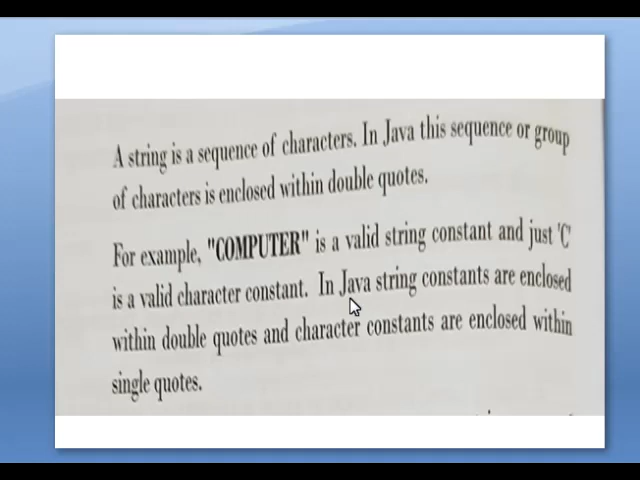 A string is a sequence of characters. In Java this sequence or group
of characters is enclosed within double quotes.
For example, "COMPUTER" is a valid string constant and just 'C'
is a valid character constant. In Java string constants are enclosed
within double quotes and character constants are enclosed within
single quotes.